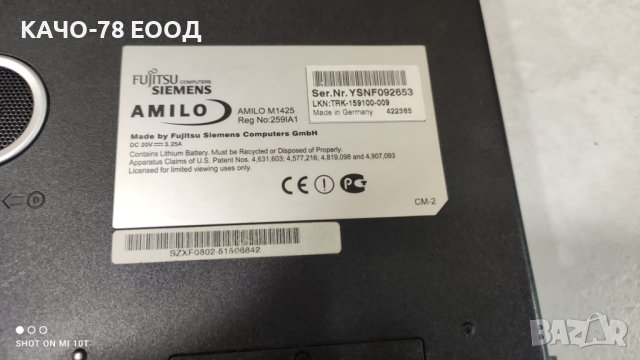 КАЧО-78 ЕООД
FUJITSU COMPUTERS
SIEMENS
AMILO
AMILO M1425
Reg No:259IA1
Ser.Nr. YSNF092653
LKN:TRK-159100-009
Made in Germany 422385
Made by Fujitsu Siemens Computers GmbH
DC 20V 3.25A
Contains Lithium Battery. Must be Recycled or Disposed of Properly.
Apparatus Claims of U.S. Patent Nos. 4,631,603; 4,577,216; 4,819,098 and 4,907,093
Licensed for limited viewing uses only.
CE
CM-2
SZXF0802-51506842
SHOT ON MI 10T
BAZAR